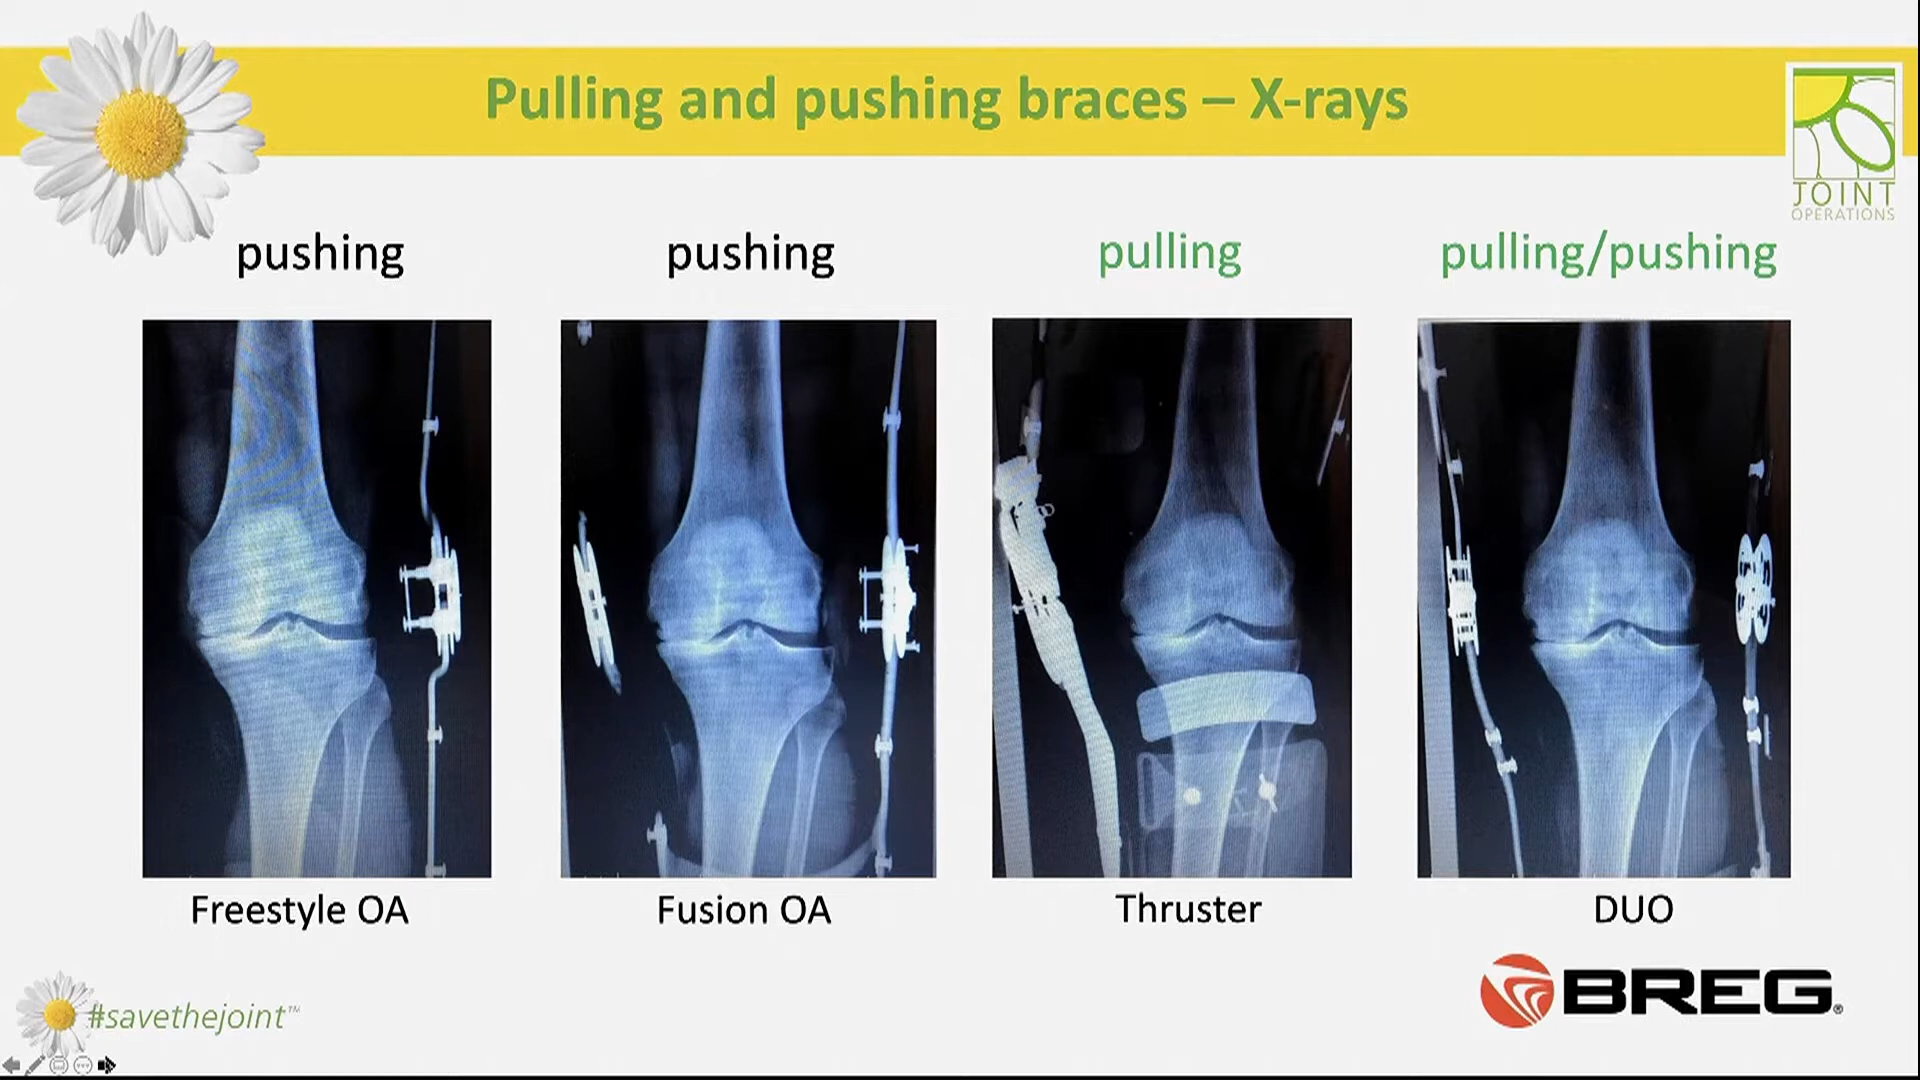 Pulling and pushing braces – X-rays
JOINT
OPERATIONS
pushing
pushing
pulling
pulling/pushing
Freestyle OA
Fusion OA
Thruster
DUO
#savethejoint™
BREG®